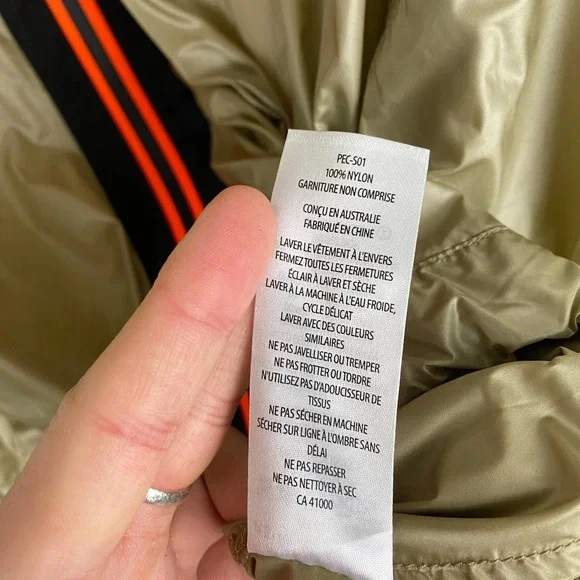 PEC-S01
100% NYLON
GARNITURE NON COMPRISE
CONÇU EN AUSTRALIE
FABRIQUÉ EN CHINE
LAVER LE VÊTEMENT À L'ENVERS
FERMEZ TOUTES LES FERMETURES
ÉCLAIR À LAVER ET SÈCHE
LAVER À LA MACHINE À L'EAU FROIDE,
CYCLE DÉLICAT
LAVER AVEC DES COULEURS
SIMILAIRES
NE PAS JAVELLISER OU TREMPER
NE PAS FROTTER OU TORDRE
N'UTILISEZ PAS D'ADOUCISSEUR DE
TISSUS
NE PAS SÉCHER EN MACHINE
SÉCHER SUR LIGNE À L'OMBRE SANS
DÉLAI
NE PAS REPASSER
NE PAS NETTOYER À SEC
CA 41000